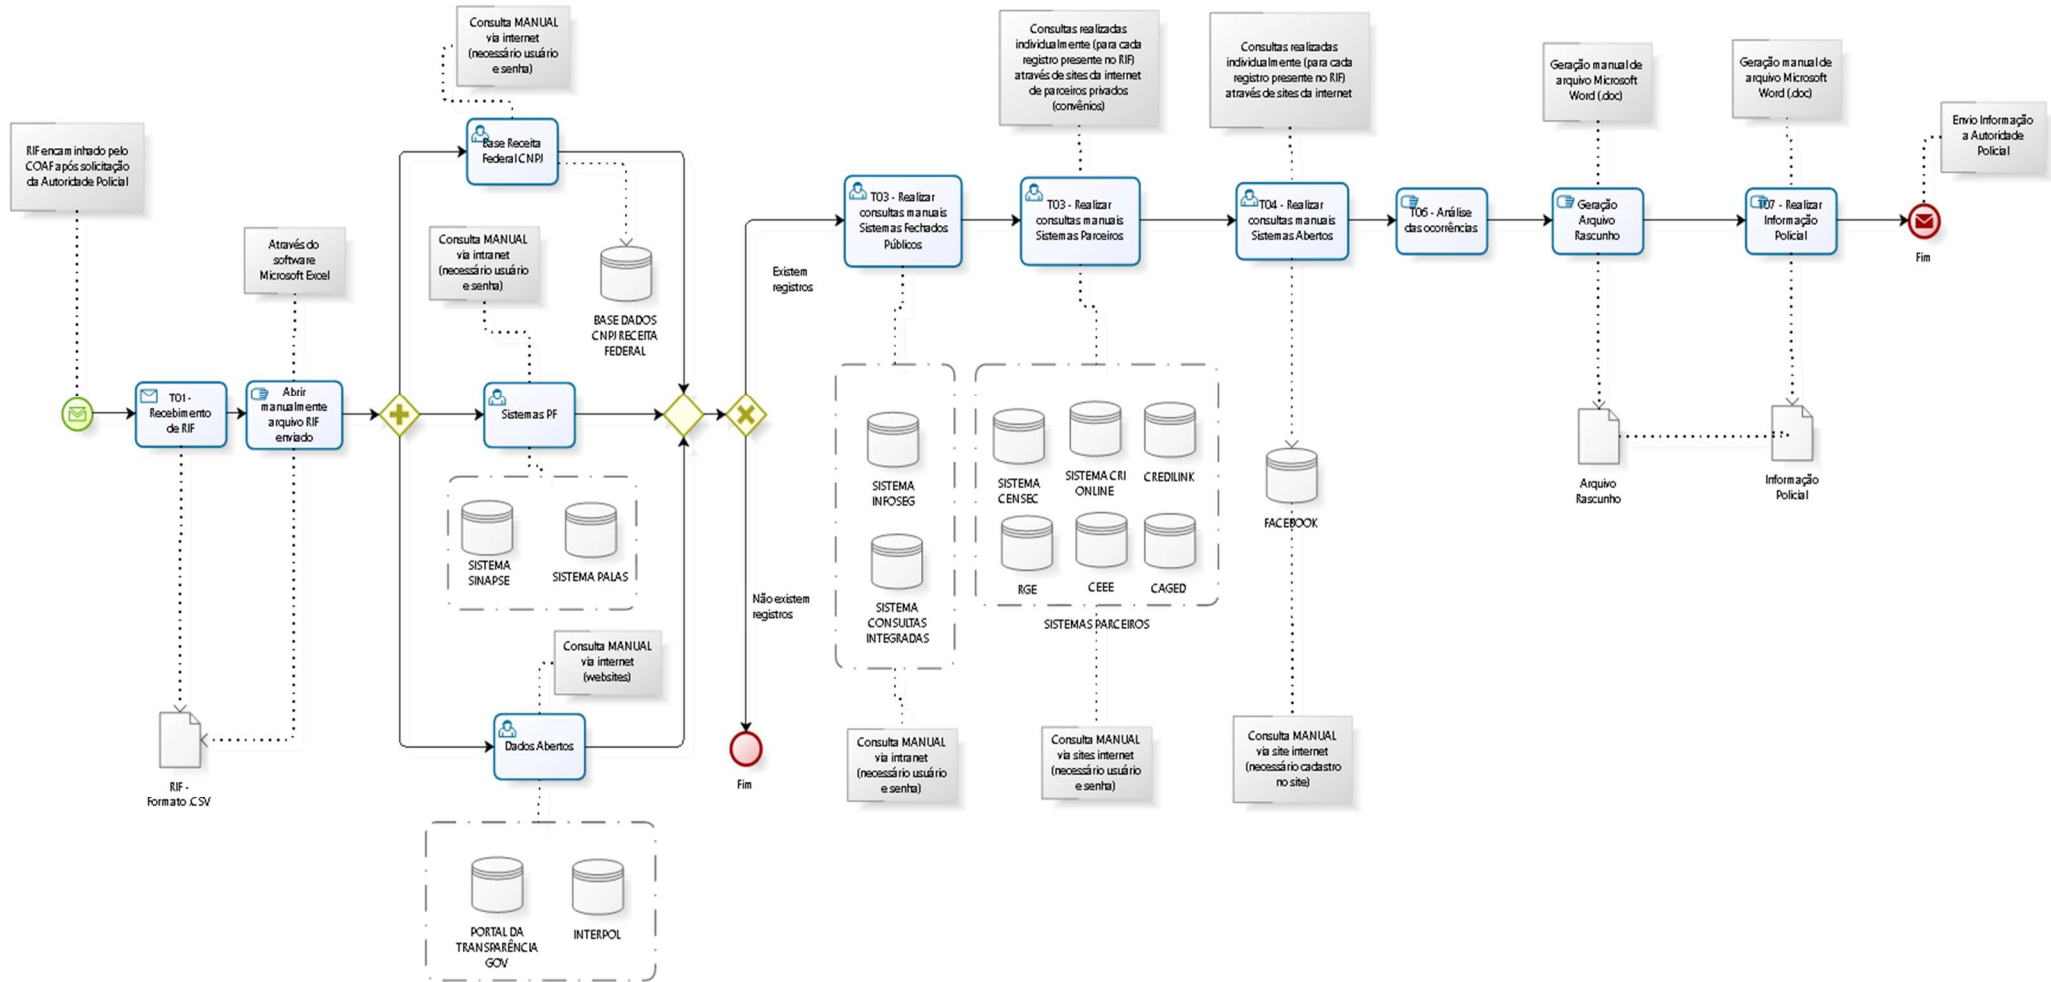 RIF encaminhado pelo
COAF após solicitação
da Autoridade Policial
T01 -
Recebimento
de RIF
RIF -
Formato .CSV
Através do
software
Microsoft Excel
Abrir
manualmente
arquivo RIF
enviado
Consulta MANUAL
via internet
(necessário usuário
e senha)
Base Receita
Federal CNPJ
BASE DADOS
CNPJ RECEITA
FEDERAL
Consulta MANUAL
via intranet
(necessário usuário
e senha)
Sistemas PF
SISTEMA
SINAPSE
SISTEMA PALAS
Consulta MANUAL
via internet
(websites)
Dados Abertos
PORTAL DA
TRANSPARÊNCIA
GOV
INTERPOL
Existem
registros
Não existem
registros
Fim
T03 - Realizar
consultas manuais
Sistemas Fechados
Públicos
SISTEMA
INFOSEG
SISTEMA
CONSULTAS
INTEGRADAS
Consulta MANUAL
via intranet
(necessário usuário
e senha)
Consultas realizadas
individualmente (para cada
registro presente no RIF)
através de sites da internet
de parceiros privados
(convênios)
T03 - Realizar
consultas manuais
Sistemas Parceiros
SISTEMA
CENSEC
SISTEMA CRI
ONLINE
CREDILINK
RGE
CEEE
CAGED
SISTEMAS PARCEIROS
Consulta MANUAL
via sites internet
(necessário usuário
e senha)
Consultas realizadas
individualmente (para cada
registro presente no RIF)
através de sites da internet
T04 - Realizar
consultas manuais
Sistemas Abertos
FACEBOOK
Consulta MANUAL
via site internet
(necessário cadastro
no site)
T06 - Análise
das ocorrências
Geração manual de
arquivo Microsoft
Word (.doc)
Geração
Arquivo
Rascunho
Arquivo
Rascunho
Geração manual de
arquivo Microsoft
Word (.doc)
T07 - Realizar
Informação
Policial
Informação
Policial
Envio Informação
a Autoridade
Policial
Fim